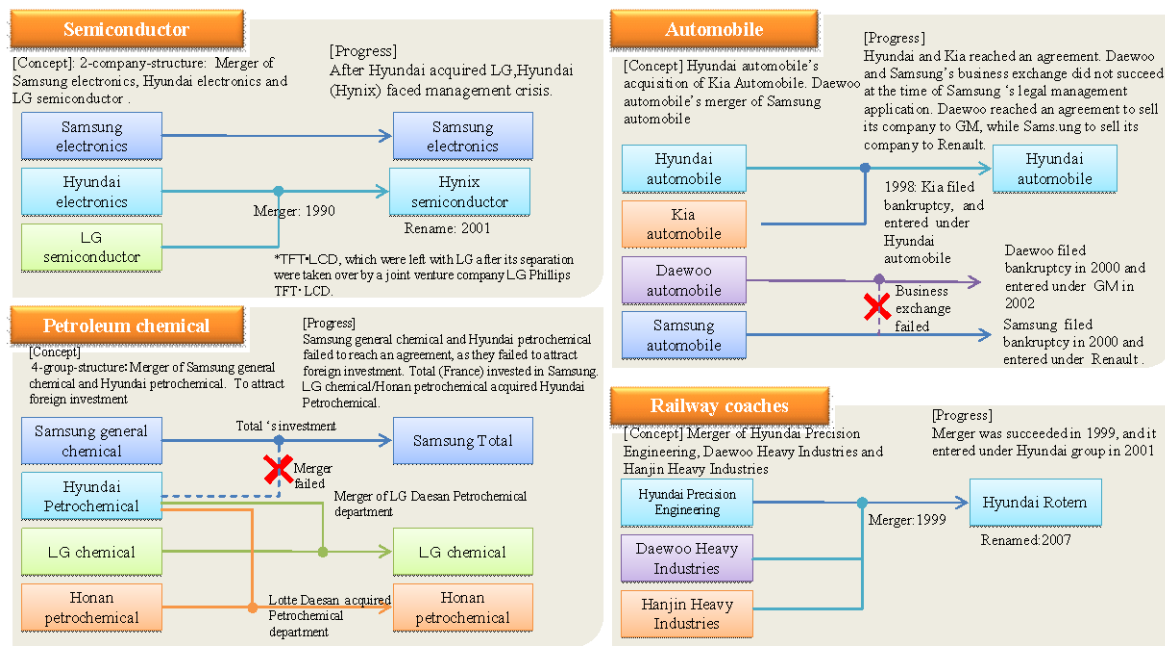 Semiconductor
[Concept]: 2-company-structure: Merger of
Samsung electronics, Hyundai electronics and
LG semiconductor .
[Progress]
After Hyundai acquired LG,Hyundai
(Hynix) faced management crisis.
Samsung
electronics
Samsung
electronics
Hyundai
electronics
Merger: 1990
Hynix
semiconductor
Rename: 2001
LG
semiconductor
*TFT•LCD, which were left with LG after its separation
were taken over by a joint venture company LG Phillips
TFT· LCD.
Petroleum chemical
[Concept]
4-group-structure: Merger of Samsung general
chemical and Hyundai petrochemical. To attract
foreign investment
[Progress]
Samsung general chemical and Hyundai petrochemical
failed to reach an agreement, as they failed to attract
foreign investment. Total (France) invested in Samsung.
LG chemical/Honan petrochemical acquired Hyundai
Petrochemical.
Samsung general
chemical
Total ‘s investment
Samsung Total
Merger
failed
Hyundai
Petrochemical
Merger of LG Daesan Petrochemical
department
LG chemical
LG chemical
Honan
petrochemical
Lotte Daesan acquired
Petrochemical
department
Honan
petrochemical
Automobile
[Concept] Hyundai automobile’s
acquisition of Kia Automobile. Daewoo
automobile’s merger of Samsung
automobile
[Progress]
Hyundai and Kia reached an agreement. Daewoo
and Samsung’s business exchange did not succeed
at the time of Samsung ‘s legal management
application. Daewoo reached an agreement to sell
its company to GM, while Sams.ung to sell its
company to Renault.
Hyundai
automobile
Hyundai
automobile
Kia
automobile
1998: Kia filed
bankruptcy, and
entered under
Hyundai
automobile
Daewoo
automobile
Business
exchange
failed
Daewoo filed
bankruptcy in 2000 and
entered under GM in
2002
Samsung
automobile
Samsung filed
bankruptcy in 2000 and
entered under Renault .
Railway coaches
[Concept] Merger of Hyundai Precision
Engineering, Daewoo Heavy Industries and
Hanjin Heavy Industries
[Progress]
Merger was succeeded in 1999, and it
entered under Hyundai group in 2001
Hyundai Precision
Engineering
Merger: 1999
Hyundai Rotem
Renamed:2007
Daewoo Heavy
Industries
Hanjin Heavy
Industries